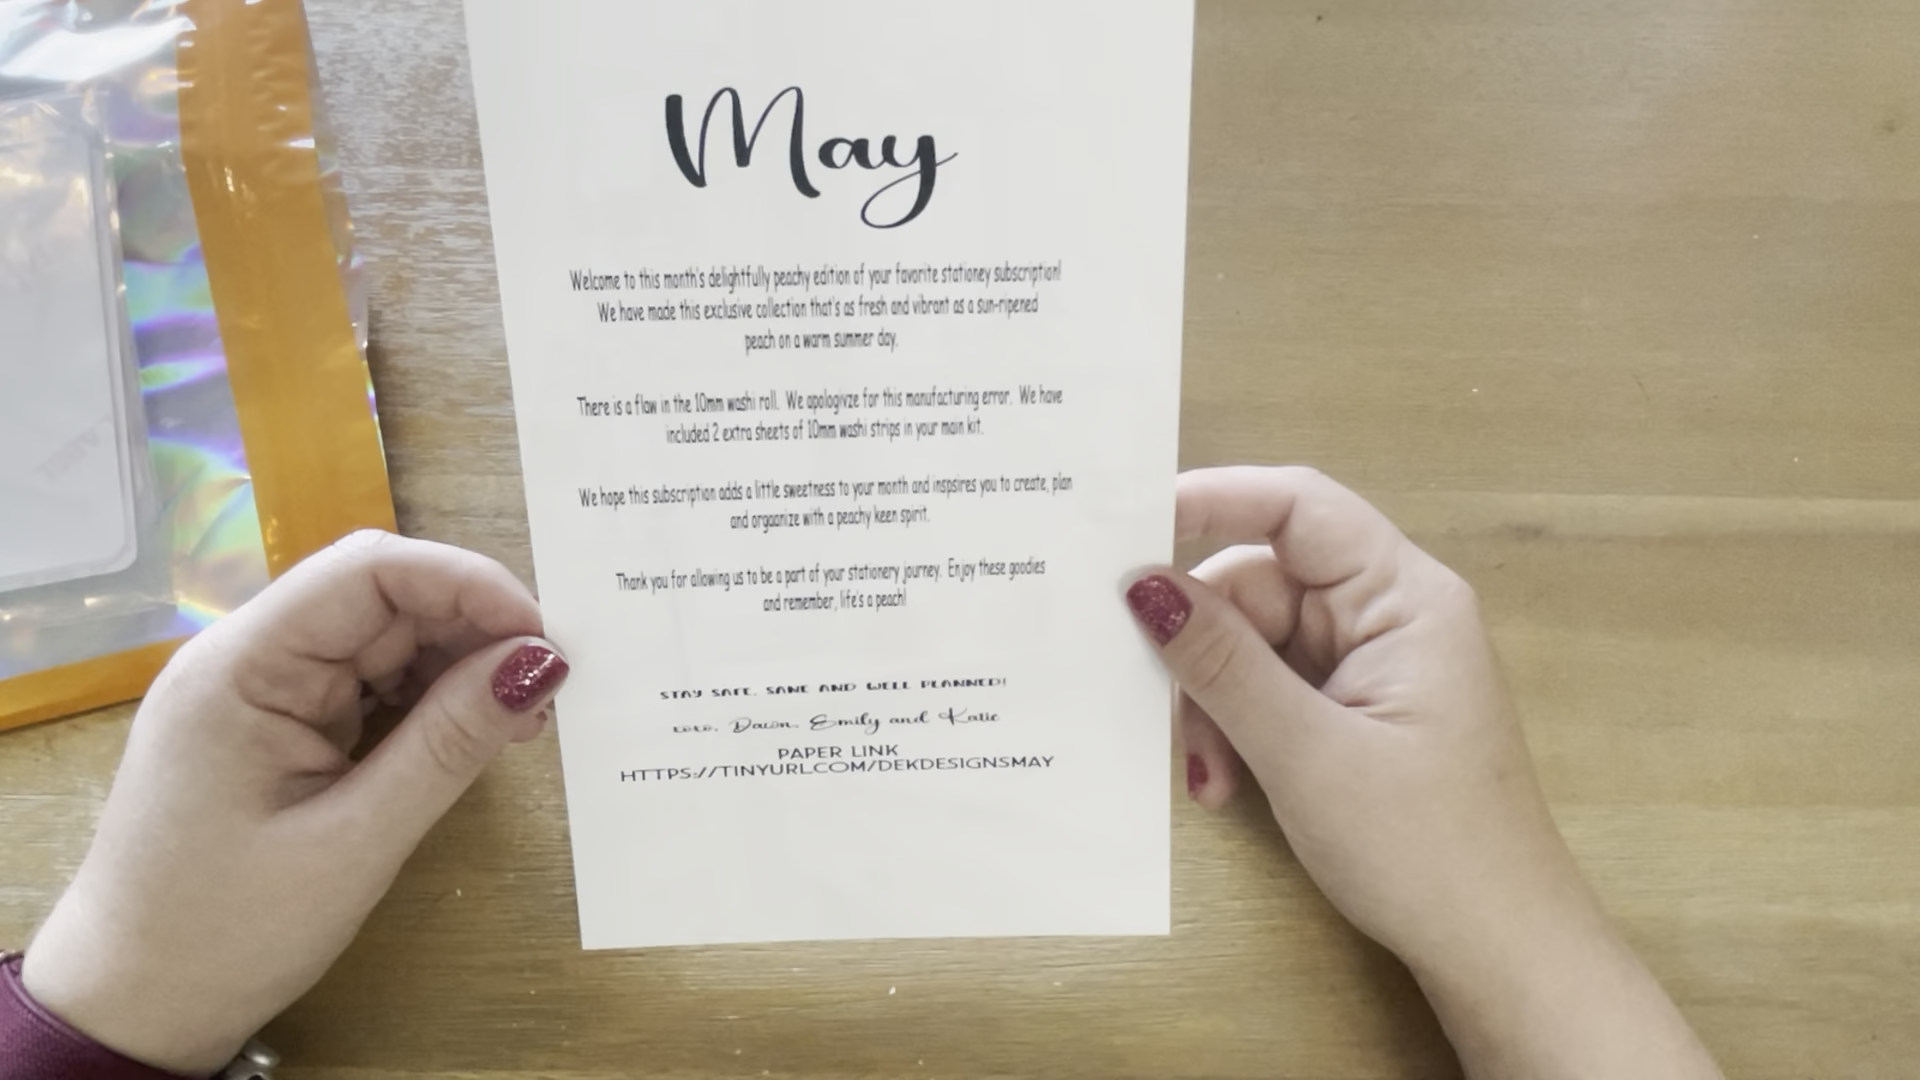 May
Welcome to this month's delightfully peachy edition of your favorite stationey subscription!
We have made this exclusive collection that's as fresh and vibrant as a sun-ripened
peach on a warm summer day.
There is a flaw in the 10mm washi roll. We apologivze for this manufacturing error. We have
included 2 extra sheets of 10mm washi strips in your main kit.
We hope this subscription adds a little sweetness to your month and inspsires you to create, plan
and orgaanize with a peachy keen spirit.
Thank you for allowing us to be a part of your stationery journey. Enjoy these goodies
and remember, life's a peach!
STAY SAFE, SANE AND WELL PLANNED!
xoxo, Dawn, Emily and Katie
PAPER LINK
HTTPS://TINYURL.COM/DEKDESIGNSMAY